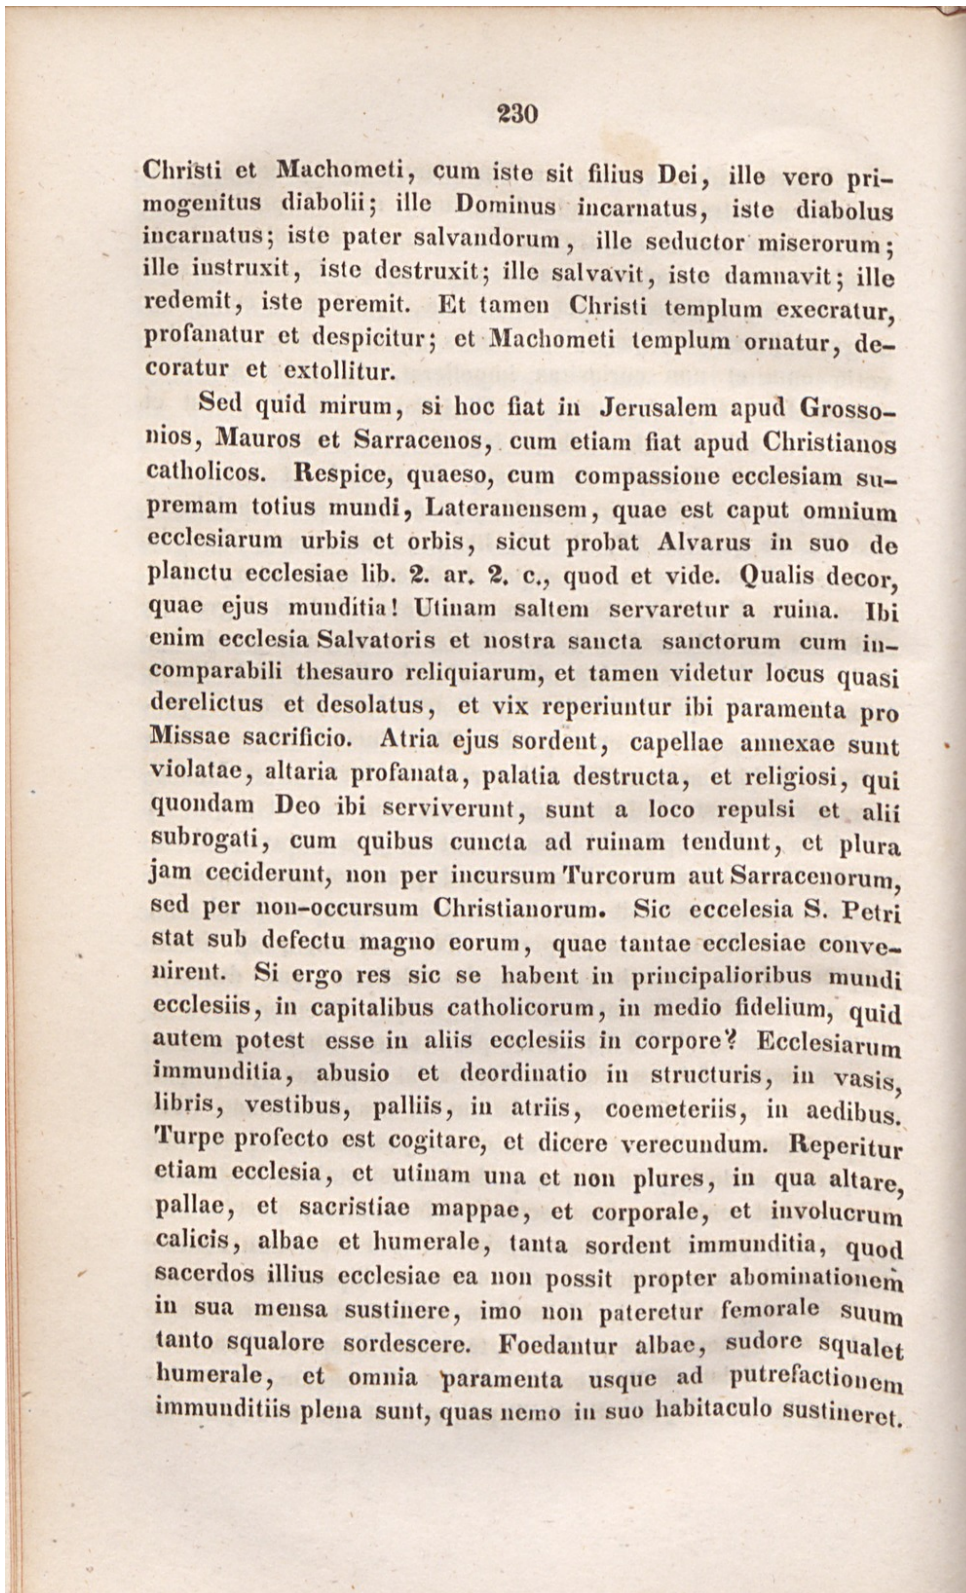 230
Christi et Machometi, cum iste sit filius Dei, ille vero pri-
mogenitus diabolii; ille Dominus incarnatus, iste diabolus
incarnatus; iste pater salvandorum, ille seductor miserorum;
ille instruxit, iste destruxit; ille salvavit, iste damnavit; ille
redemit, iste peremit. Et tamen Christi templum execratur,
profanatur et despicitur; et Machometi templum ornatur, de-
coratur et extollitur.
Sed quid mirum, si hoc fiat in Jerusalem apud Grosso-
nios, Mauros et Sarracenos, cum etiam fiat apud Christianos
catholicos. Respice, quaeso, cum compassione ecclesiam su-
premam totius mundi, Lateranensem, quae est caput omnium
ecclesiarum urbis et orbis, sicut probat Alvarus in suo de
planctu ecclesiae lib. 2. ar. 2. c., quod et vide. Qualis decor,
quae ejus munditia! Utinam saltem servaretur a ruina. Ibi
enim ecclesia Salvatoris et nostra sancta sanctorum cum in-
comparabili thesauro reliquiarum, et tamen videtur locus quasi
derelictus et desolatus, et vix reperiuntur ibi paramenta pro
Missae sacrificio. Atria ejus sordent, capellae annexae sunt
violatae, altaria profanata, palatia destructa, et religiosi, qui
quondam Deo ibi serviverunt, sunt a loco repulsi et alii
subrogati, cum quibus cuncta ad ruinam tendunt, et plura
jam ceciderunt, non per incursum Turcorum aut Sarracenorum,
sed per non-occursum Christianorum. Sic eccelesia S. Petri
stat sub defectu magno eorum, quae tantae ecclesiae conve-
nirent. Si ergo res sic se habent in principalioribus mundi
ecclesiis, in capitalibus catholicorum, in medio fidelium, quid
autem potest esse in aliis ecclesiis in corpore? Ecclesiarum
immunditia, abusio et deordinatio in structuris, in vasis,
libris, vestibus, palliis, in atriis, coemeteriis, in aedibus.
Turpe profecto est cogitare, et dicere verecundum. Reperitur
etiam ecclesia, et utinam una et non plures, in qua altare,
pallae, et sacristiae mappae, et corporale, et involucrum
calicis, albae et humerale, tanta sordent immunditia, quod
sacerdos illius ecclesiae ea non possit propter abominationem
in sua mensa sustinere, imo non pateretur femorale suum
tanto squalore sordescere. Foedantur albae, sudore squalet
humerale, et omnia paramenta usque ad putrefactionem
immunditiis plena sunt, quas nemo in suo habitaculo sustineret.